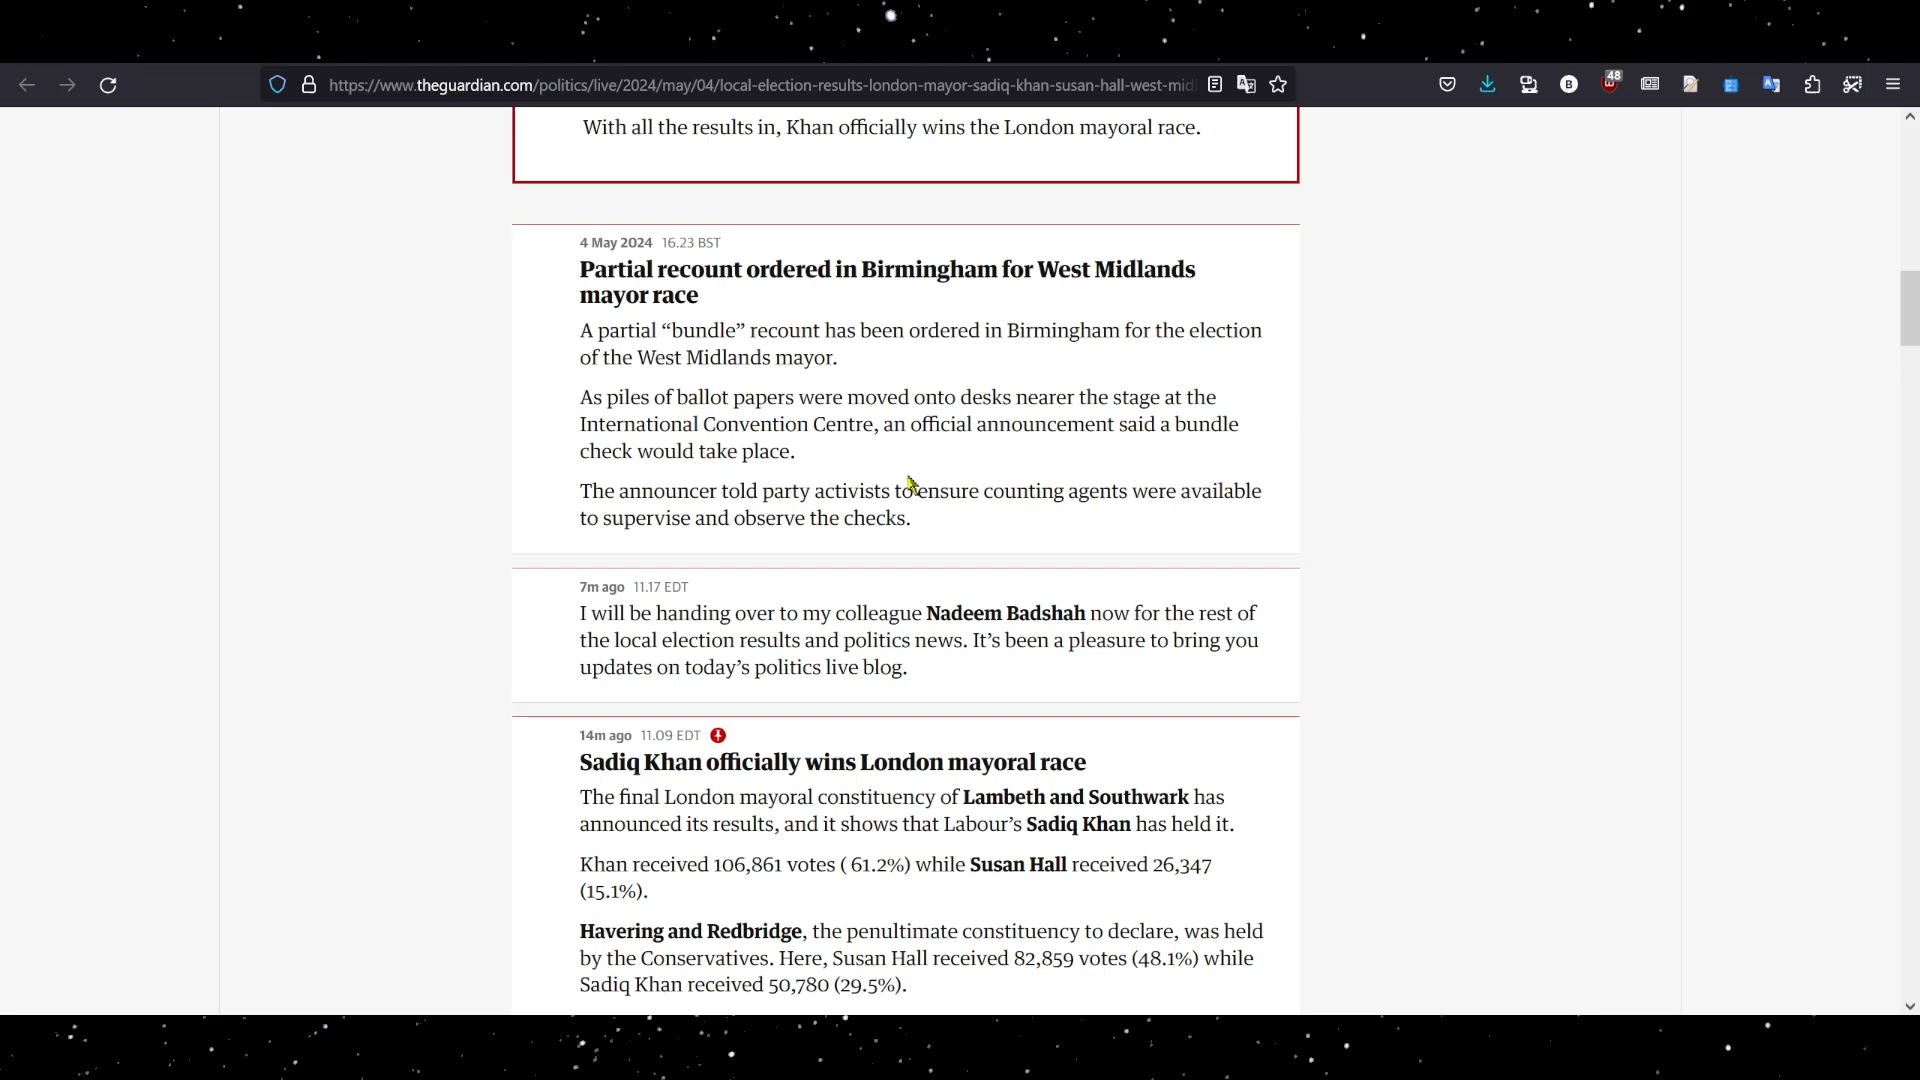 https://www.theguardian.com/politics/live/2024/may/04/local-election-results-london-mayor-sadiq-khan-susan-hall-west-mid
48
B
With all the results in, Khan officially wins the London mayoral race.
4 May 2024 16.23 BST
Partial recount ordered in Birmingham for West Midlands
mayor race
A partial “bundle” recount has been ordered in Birmingham for the election
of the West Midlands mayor.
As piles of ballot papers were moved onto desks nearer the stage at the
International Convention Centre, an official announcement said a bundle
check would take place.
The announcer told party activists to ensure counting agents were available
to supervise and observe the checks.
7m ago 11.17 EDT
I will be handing over to my colleague Nadeem Badshah now for the rest of
the local election results and politics news. It’s been a pleasure to bring you
updates on today’s politics live blog.
14m ago 11.09 EDT
Sadiq Khan officially wins London mayoral race
The final London mayoral constituency of Lambeth and Southwark has
announced its results, and it shows that Labour’s Sadiq Khan has held it.
Khan received 106,861 votes ( 61.2%) while Susan Hall received 26,347
(15.1%).
Havering and Redbridge, the penultimate constituency to declare, was held
by the Conservatives. Here, Susan Hall received 82,859 votes (48.1%) while
Sadiq Khan received 50,780 (29.5%).